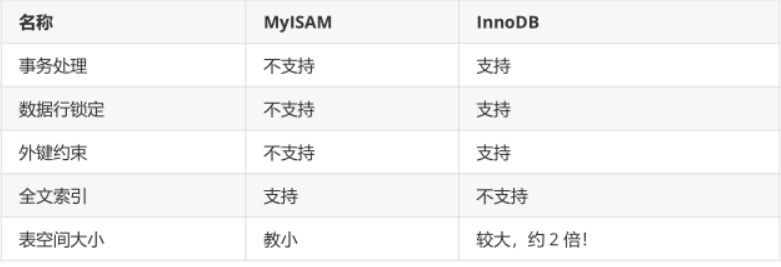 名称 MyISAM InnoDB
事务处理 不支持 支持
数据行锁定 不支持 支持
外键约束 不支持 支持
全文索引 支持 不支持
表空间大小 教小 较大，约 2 倍！